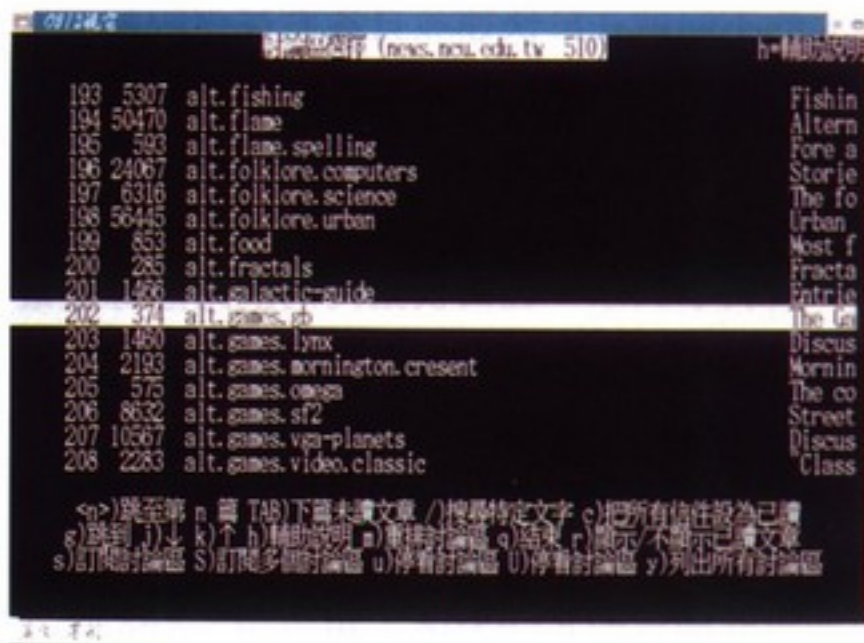 討論區選擇 (news.ncu.edu.tw 510) h=輔助說明
193 5307 alt.fishing Fishin
194 50470 alt.flame Altern
195 593 alt.flame.spelling Fore a
196 24067 alt.folklore.computers Storie
197 6316 alt.folklore.science The fo
198 56445 alt.folklore.urban Urban
199 853 alt.food Most f
200 285 alt.fractals Fracta
201 1466 alt.galactic-guide Entrie
202 374 alt.games.gb The Ga
203 1460 alt.games.lynx Discus
204 2193 alt.games.mornington.cresent Mornin
205 575 alt.games.omega The co
206 8632 alt.games.sf2 Street
207 10567 alt.games.vga-planets Discus
208 2283 alt.games.video.classic Class
<n>)跳至第 n 篇 TAB)下篇未讀文章 /)搜尋特定文字 c)把所有信件設為已讀
g)跳到 j)↓ k)↑ h)輔助說明 m)重排討論區 q)結束 r)顯示/不顯示已讀文章
s)訂閱討論區 S)訂閱多個討論區 u)停看討論區 U)停看討論區 y)列出所有討論區